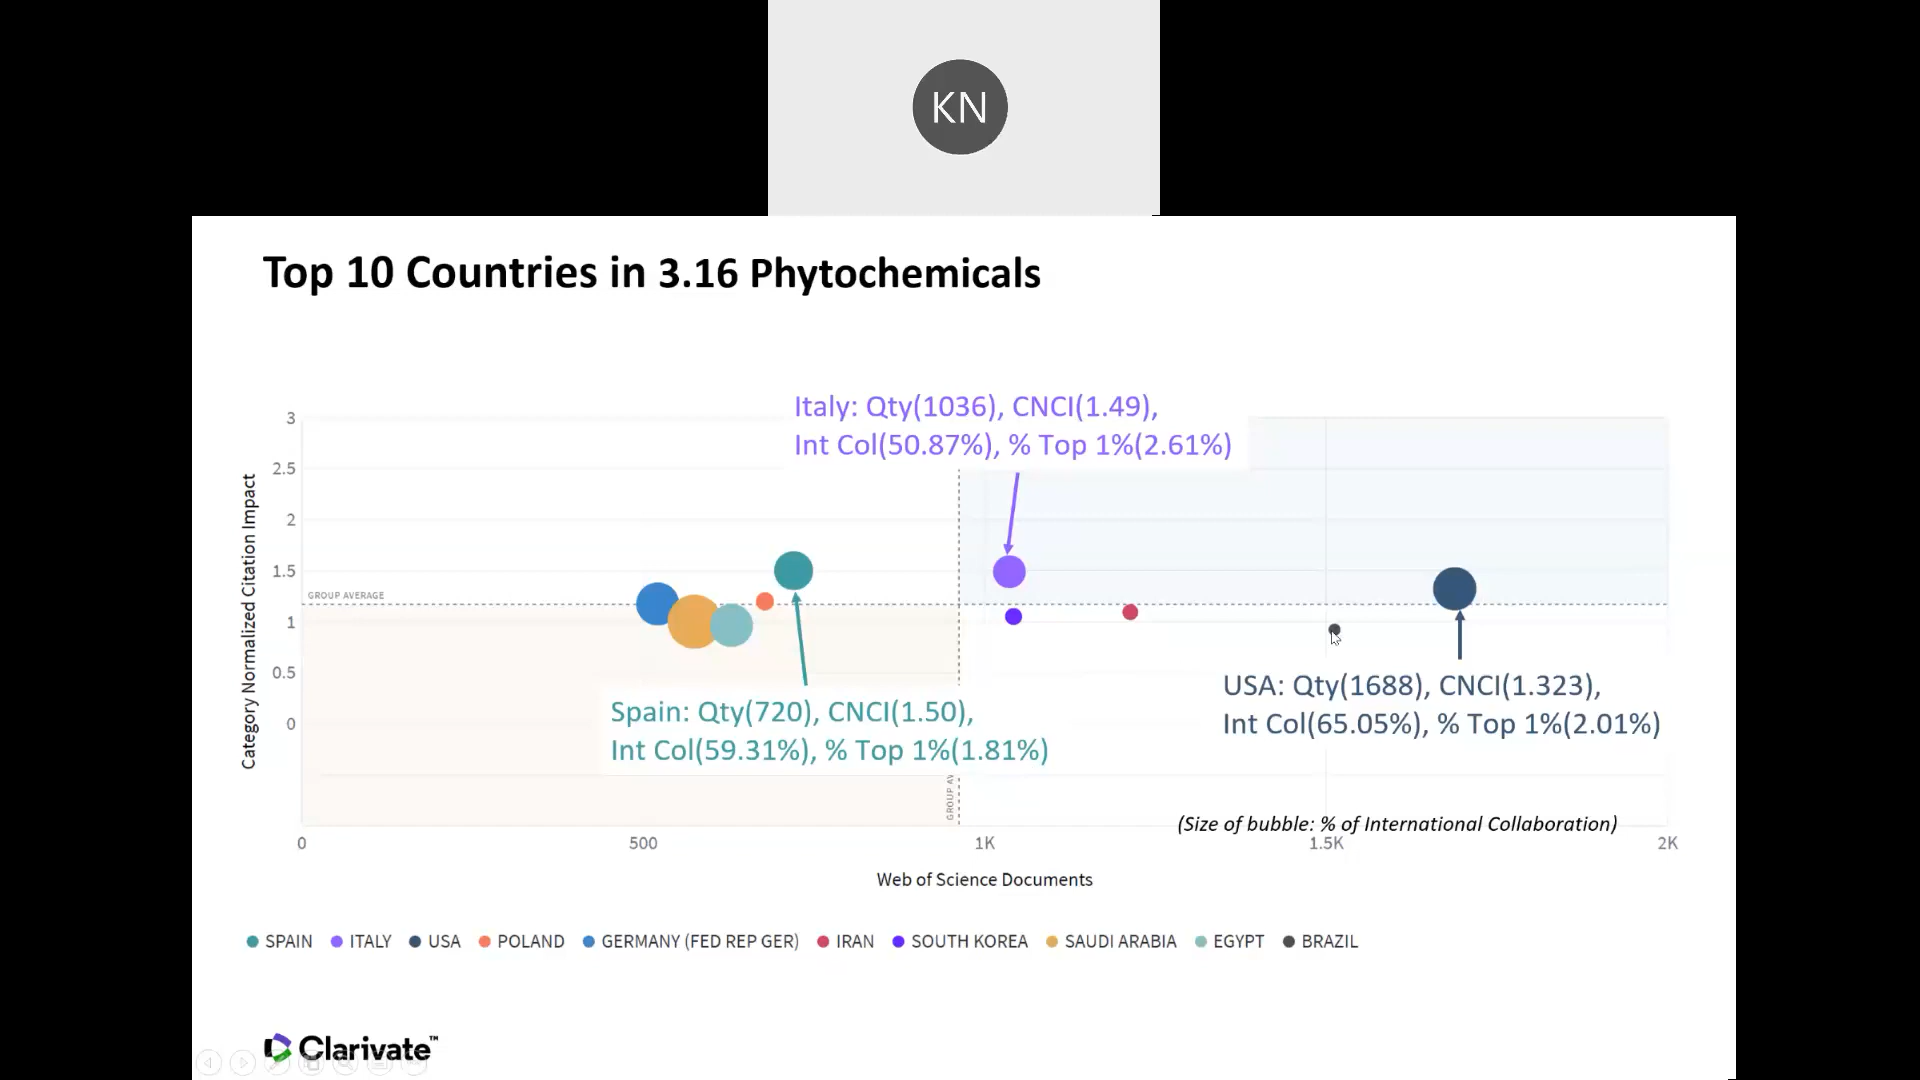 KN
Top 10 Countries in 3.16 Phytochemicals
Italy: Qty(1036), CNCI(1.49),
Int Col(50.87%), % Top 1%(2.61%)
3
2.5
2
1.5
1
0.5
0
Category Normalized Citation Impact
GROUP AVERAGE
Spain: Qty(720), CNCI(1.50),
Int Col(59.31%), % Top 1%(1.81%)
USA: Qty(1688), CNCI(1.323),
Int Col(65.05%), % Top 1%(2.01%)
GROUP AV
(Size of bubble: % of International Collaboration)
0 500 1K 1.5K 2K
Web of Science Documents
SPAIN ITALY USA POLAND GERMANY (FED REP GER) IRAN SOUTH KOREA SAUDI ARABIA EGYPT BRAZIL
Clarivate™